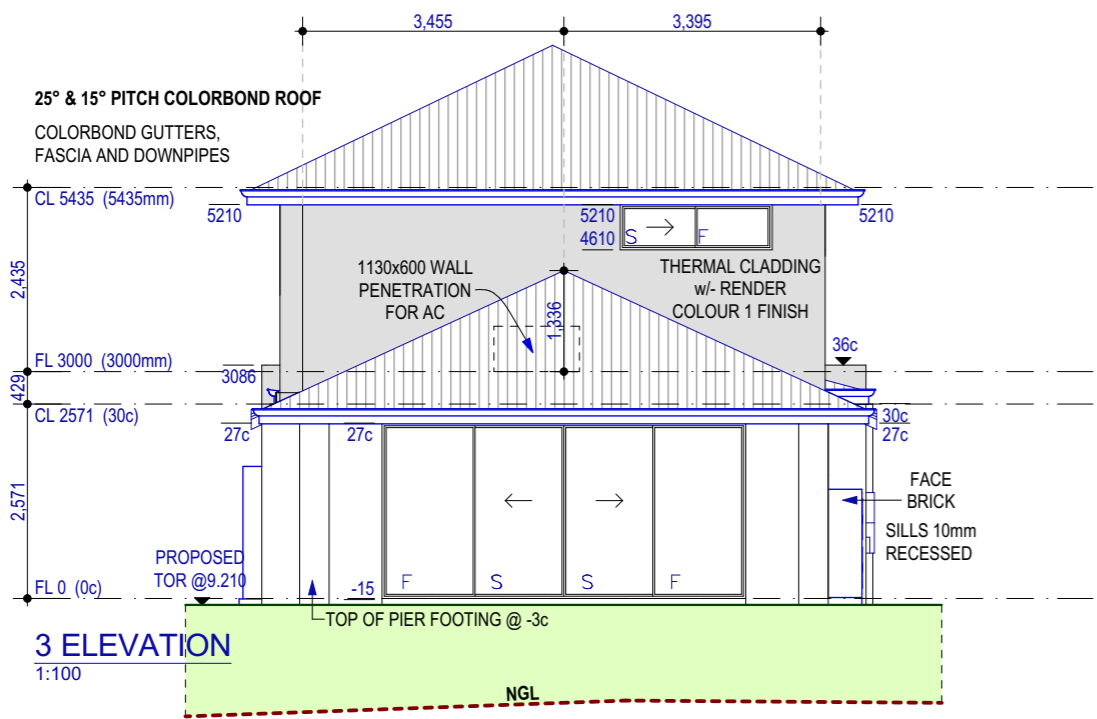 3,455
3,395
25° & 15° PITCH COLORBOND ROOF
COLORBOND GUTTERS,
FASCIA AND DOWNPIPES
CL 5435 (5435mm)
5210
5210
4610
5210
S
F
2,435
1130x600 WALL
PENETRATION
FOR AC
1,336
THERMAL CLADDING
w/- RENDER
COLOUR 1 FINISH
36c
FL 3000 (3000mm)
3086
429
CL 2571 (30c)
30c
27c
27c
27c
2,571
FACE
BRICK
SILLS 10mm
RECESSED
PROPOSED
TOR @9.210
F
S
S
F
FL 0 (0c)
-15
TOP OF PIER FOOTING @ -3c
3 ELEVATION
1:100
NGL